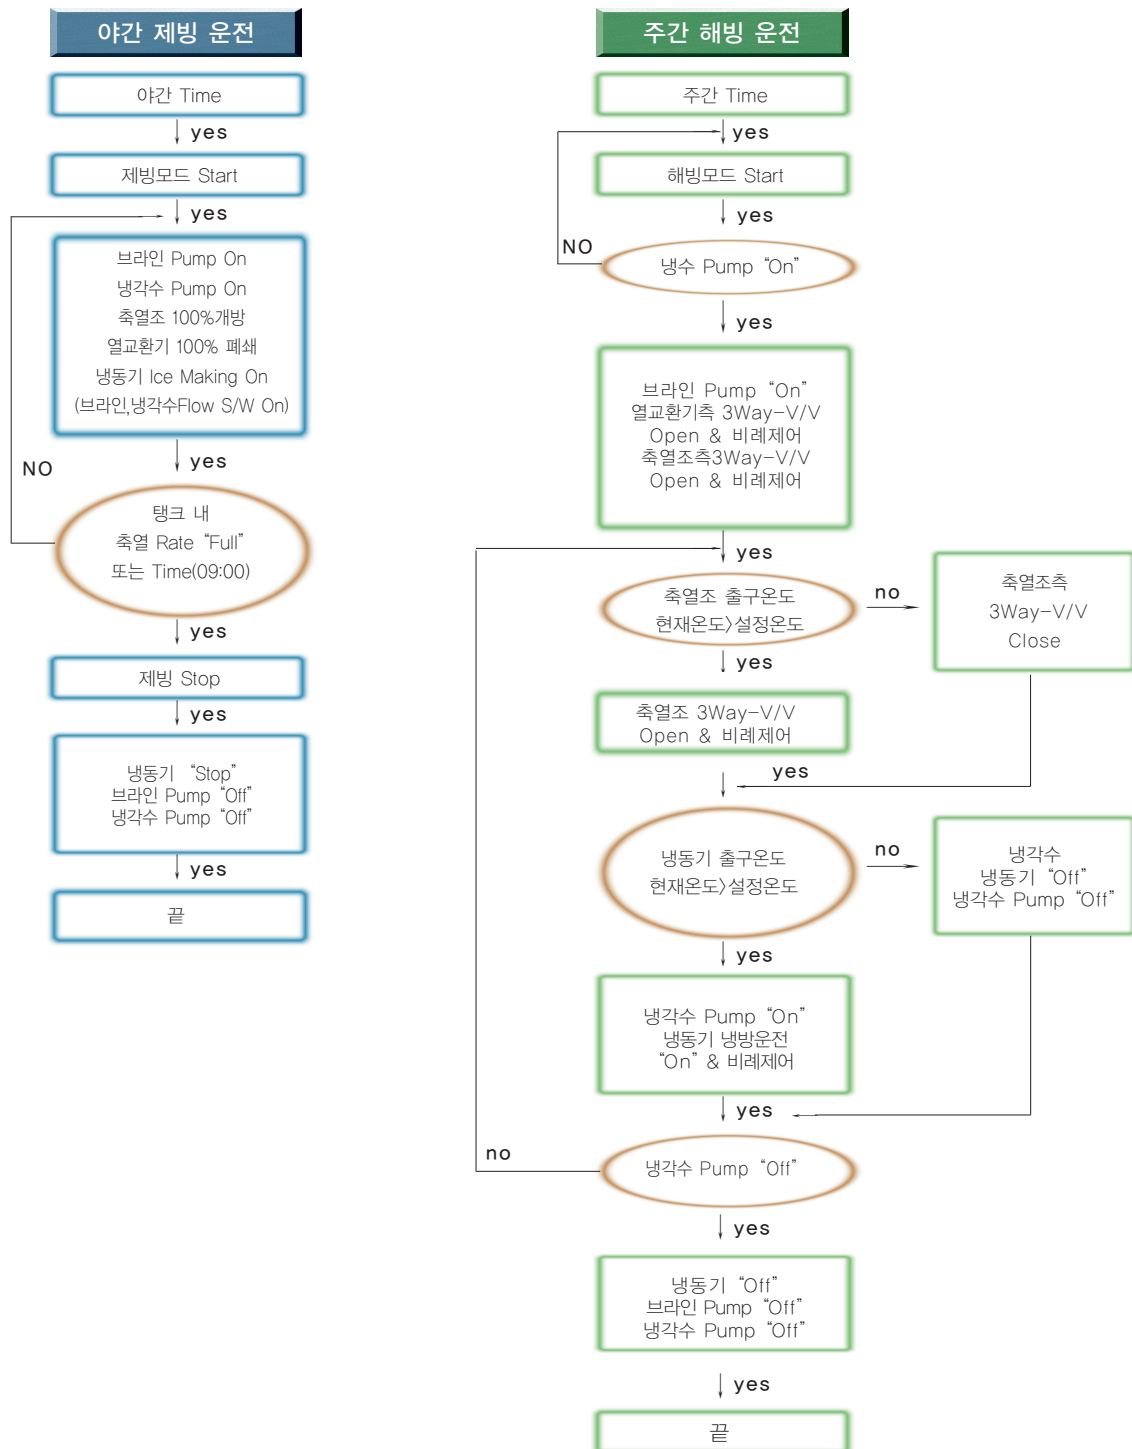 야간 제빙 운전
야간 Time
yes
제빙모드 Start
yes
브라인 Pump On
냉각수 Pump On
축열조 100%개방
열교환기 100% 폐쇄
냉동기 Ice Making On
(브라인,냉각수Flow S/W On)
yes
NO
탱크 내
축열 Rate “Full”
또는 Time(09:00)
yes
제빙 Stop
yes
냉동기 “Stop”
브라인 Pump “Off”
냉각수 Pump “Off”
yes
끝
주간 해빙 운전
주간 Time
yes
해빙모드 Start
yes
NO
냉수 Pump “On”
yes
브라인 Pump “On”
열교환기측 3Way-V/V
Open & 비례제어
축열조측3Way-V/V
Open & 비례제어
yes
축열조 출구온도
현재온도>설정온도
no
축열조측
3Way-V/V
Close
yes
축열조 3Way-V/V
Open & 비례제어
yes
냉동기 출구온도
현재온도>설정온도
no
냉각수
냉동기 “Off”
냉각수 Pump “Off”
yes
냉각수 Pump “On”
냉동기 냉방운전
“On” & 비례제어
yes
no
냉각수 Pump “Off”
yes
냉동기 “Off”
브라인 Pump “Off”
냉각수 Pump “Off”
yes
끝